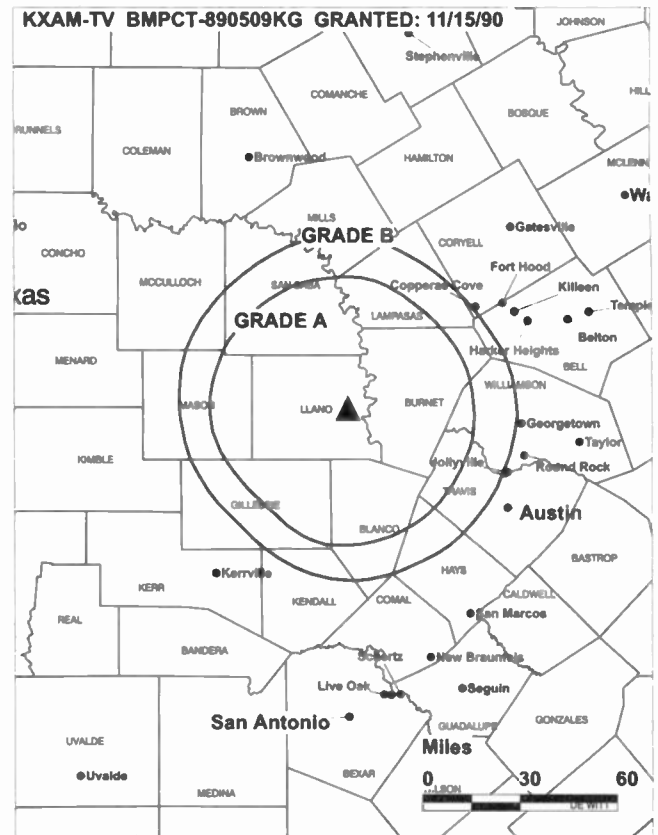 KXAM-TV BMPCT-890509KG GRANTED: 11/15/90
JOHNSON
Stephenville
COMANCHE
BROWN
BOSQUE
HILL
RUNNELS
COLEMAN
HAMILTON
Brownwood
MCLENN
Wa
MILLS
GRADE B
Gatesville
CONCHO
CORYELL
Fort Hood
MCCULLOCH
SAN SABA
Copperas Cove
Killeen
xas
Temple
LAMPASAS
GRADE A
Belton
Harker Heights
MENARD
BELL
WILLIAMSON
MASON
LLANO
BURNET
Georgetown
Taylor
KIMBLE
Jollyville
Round Rock
TRAVIS
GILLESPIE
Austin
BLANCO
BASTROP
HAYS
Kerrville
KERR
KENDALL
COMAL
CALDWELL
REAL
San Marcos
BANDERA
Schertz
New Braunfels
Live Oak
Seguin
San Antonio
GUADALUPE
GONZALES
UVALDE
Miles
BEXAR
Uvalde
0 30 60
MEDINA
LSON
DE WITT